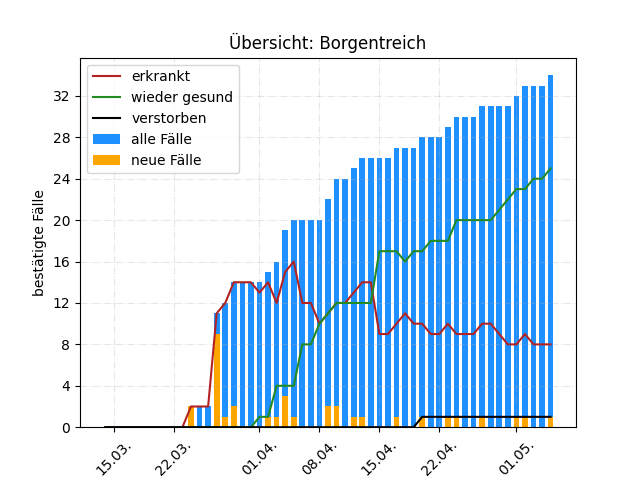 Übersicht: Borgentreich
erkrankt
wieder gesund
verstorben
alle Fälle
neue Fälle
bestätigte Fälle
32
28
24
20
16
12
8
4
0
15.03.
22.03.
01.04.
08.04.
15.04.
22.04.
01.05.